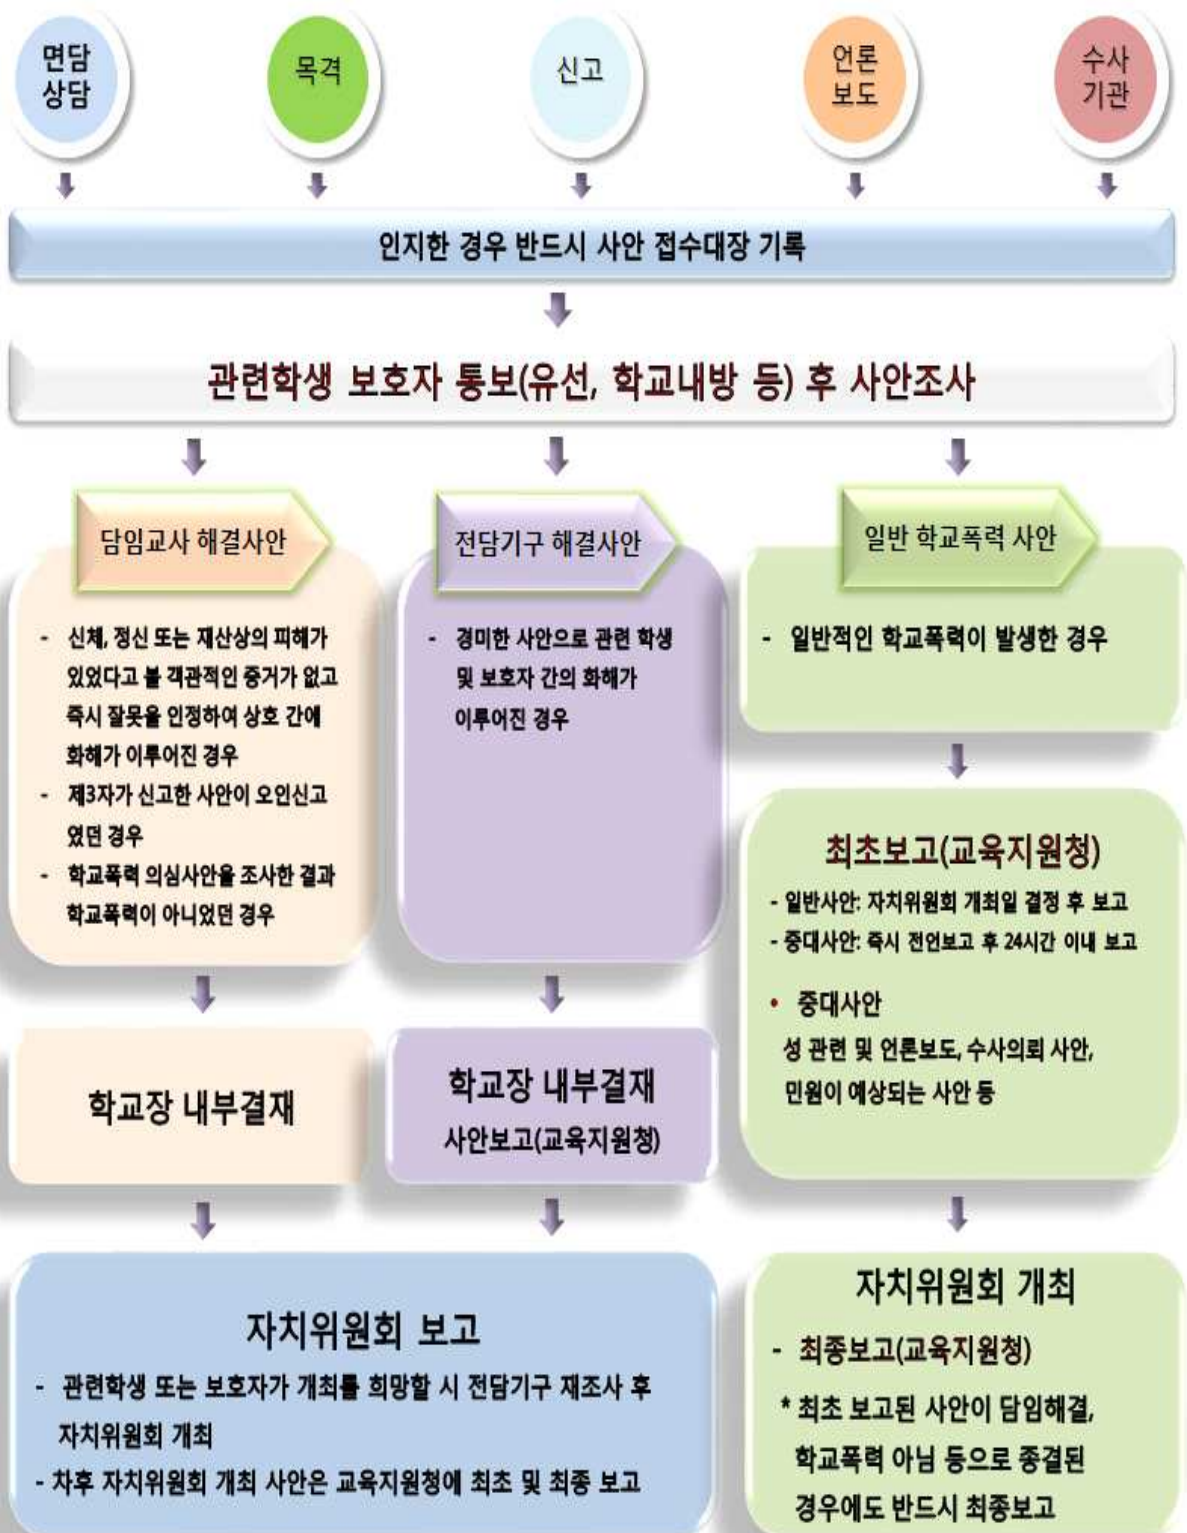 면담
상담
목격
신고
언론
보도
수사
기관
인지한 경우 반드시 사안 접수대장 기록
관련학생 보호자 통보(유선, 학교내방 등) 후 사안조사
담임교사 해결사안
- 신체, 정신 또는 재산상의 피해가
있었다고 볼 객관적인 증거가 없고
즉시 잘못을 인정하여 상호 간에
화해가 이루어진 경우
- 제3자가 신고한 사안이 오인신고
였던 경우
- 학교폭력 의심사안을 조사한 결과
학교폭력이 아니었던 경우
학교장 내부결재
전담기구 해결사안
- 경미한 사안으로 관련 학생
및 보호자 간의 화해가
이루어진 경우
학교장 내부결재
사안보고(교육지원청)
자치위원회 보고
- 관련학생 또는 보호자가 개최를 희망할 시 전담기구 재조사 후
자치위원회 개최
- 차후 자치위원회 개최 사안은 교육지원청에 최초 및 최종 보고
일반 학교폭력 사안
- 일반적인 학교폭력이 발생한 경우
최초보고(교육지원청)
- 일반사안: 자치위원회 개최일 결정 후 보고
- 중대사안: 즉시 전언보고 후 24시간 이내 보고
• 중대사안
성 관련 및 언론보도, 수사의뢰 사안,
민원이 예상되는 사안 등
자치위원회 개최
- 최종보고(교육지원청)
* 최초 보고된 사안이 담임해결,
학교폭력 아님 등으로 종결된
경우에도 반드시 최종보고